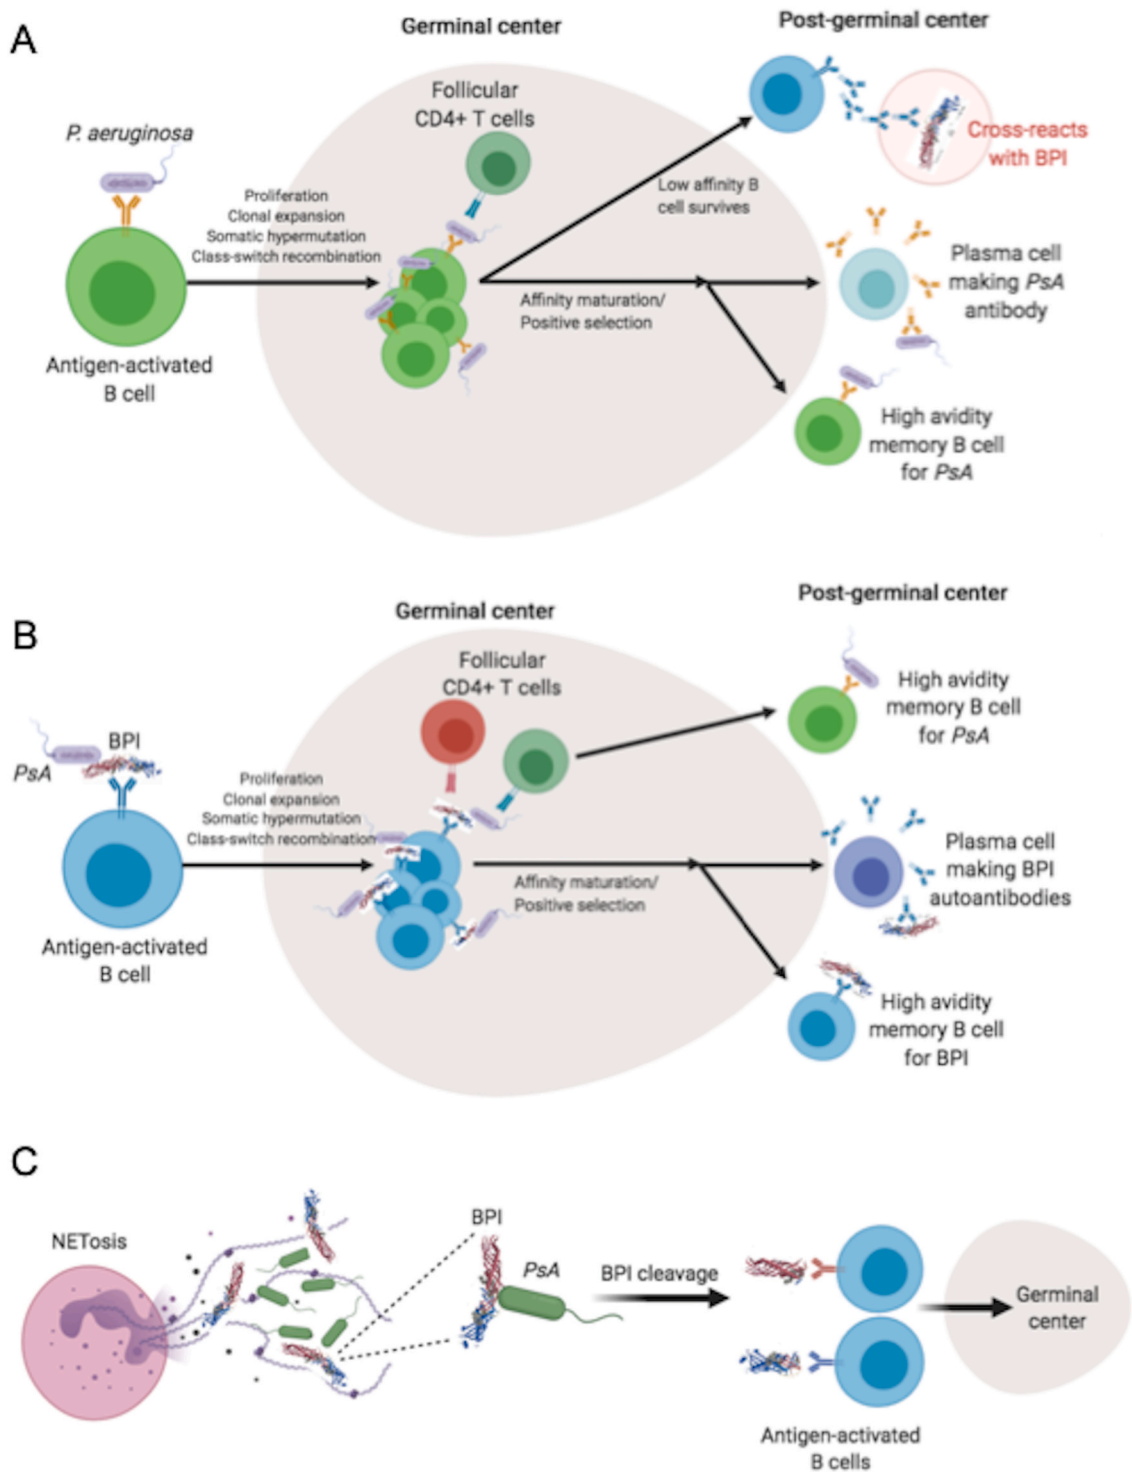 A
Germinal center
Post-germinal center
P. aeruginosa
Follicular
CD4+ T cells
Cross-reacts
with BPI
Proliferation
Clonal expansion
Somatic hypermutation
Class-switch recombination
Low affinity B
cell survives
Affinity maturation/
Positive selection
Plasma cell
making PsA
antibody
Antigen-activated
B cell
High avidity
memory B cell
for PsA
B
Germinal center
Post-germinal center
Follicular
CD4+ T cells
High avidity
memory B cell
for PsA
PsA
BPI
Proliferation
Clonal expansion
Somatic hypermutation
Class-switch recombination
Affinity maturation/
Positive selection
Plasma cell
making BPI
autoantibodies
Antigen-activated
B cell
High avidity
memory B cell
for BPI
C
NETosis
BPI
PsA
BPI cleavage
Germinal
center
Antigen-activated
B cells